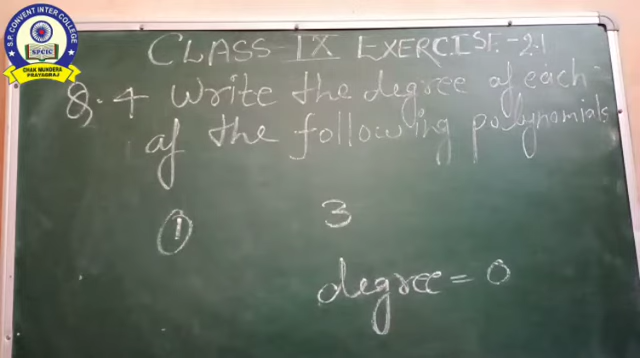 S.P. CONVENT INTER COLLEGE
SPCIC
CHAK MUNDERA
PRAYAGRAJ
CLASS-IX EXERCISE-2.1
Q.4 Write the degree of each
of the following polynomials
① 3
degree = 0